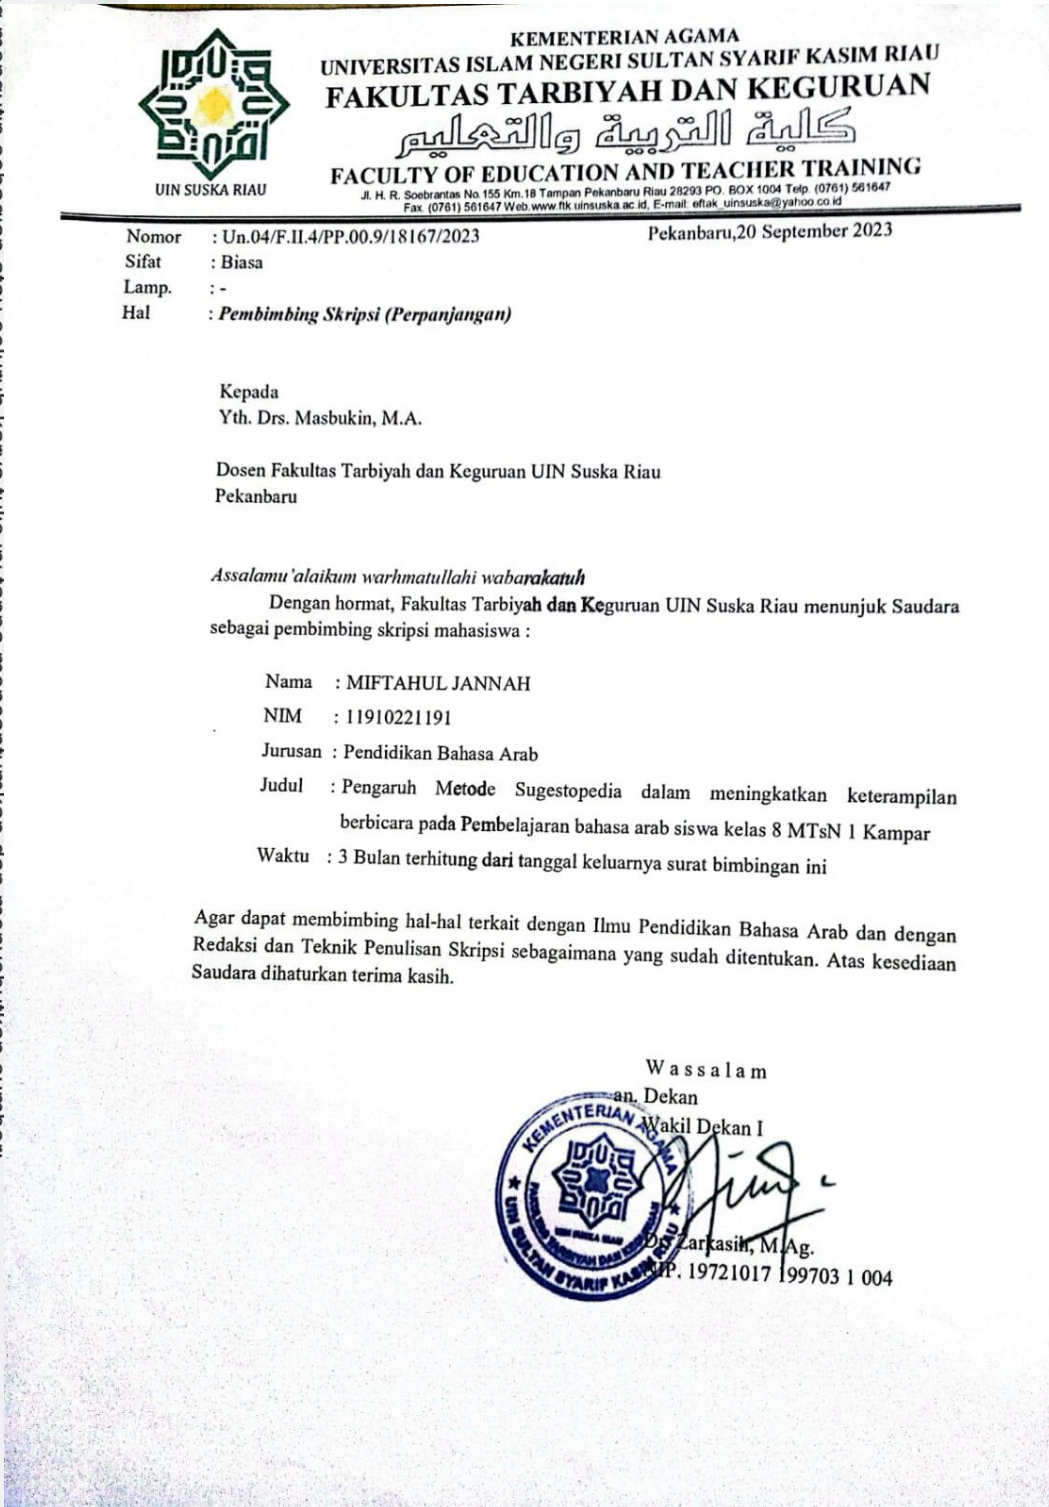 KEMENTERIAN AGAMA
UNIVERSITAS ISLAM NEGERI SULTAN SYARIF KASIM RIAU
FAKULTAS TARBIYAH DAN KEGURUAN
كلية التربية والتعليم
FACULTY OF EDUCATION AND TEACHER TRAINING
UIN SUSKA RIAU
Jl. H. R. Soebrantas No.155 Km.18 Tampan Pekanbaru Riau 28293 PO. BOX 1004 Telp. (0761) 561647
Fax. (0761) 561647 Web.www.ftk.uinsuska.ac.id, E-mail: eftak_uinsuska@yahoo.co.id
Nomor : Un.04/F.II.4/PP.00.9/18167/2023 Pekanbaru,20 September 2023
Sifat : Biasa
Lamp. : -
Hal : Pembimbing Skripsi (Perpanjangan)
Kepada
Yth. Drs. Masbukin, M.A.
Dosen Fakultas Tarbiyah dan Keguruan UIN Suska Riau
Pekanbaru
Assalamu'alaikum warhmatullahi wabarakatuh
Dengan hormat, Fakultas Tarbiyah dan Keguruan UIN Suska Riau menunjuk Saudara
sebagai pembimbing skripsi mahasiswa :
Nama : MIFTAHUL JANNAH
NIM : 11910221191
Jurusan : Pendidikan Bahasa Arab
Judul : Pengaruh Metode Sugestopedia dalam meningkatkan keterampilan
berbicara pada Pembelajaran bahasa arab siswa kelas 8 MTsN 1 Kampar
Waktu : 3 Bulan terhitung dari tanggal keluarnya surat bimbingan ini
Agar dapat membimbing hal-hal terkait dengan Ilmu Pendidikan Bahasa Arab dan dengan
Redaksi dan Teknik Penulisan Skripsi sebagaimana yang sudah ditentukan. Atas kesediaan
Saudara dihaturkan terima kasih.
Wassalam
an. Dekan
Wakil Dekan I
KEMENTERIAN AGAMA
UIN SUSKA RIAU
FAKULTAS TARBIYAH DAN KEGURUAN
UIN SULTAN SYARIF KASIM RIAU
Dr. Zarkasih, M.Ag.
NIP. 19721017 199703 1 004